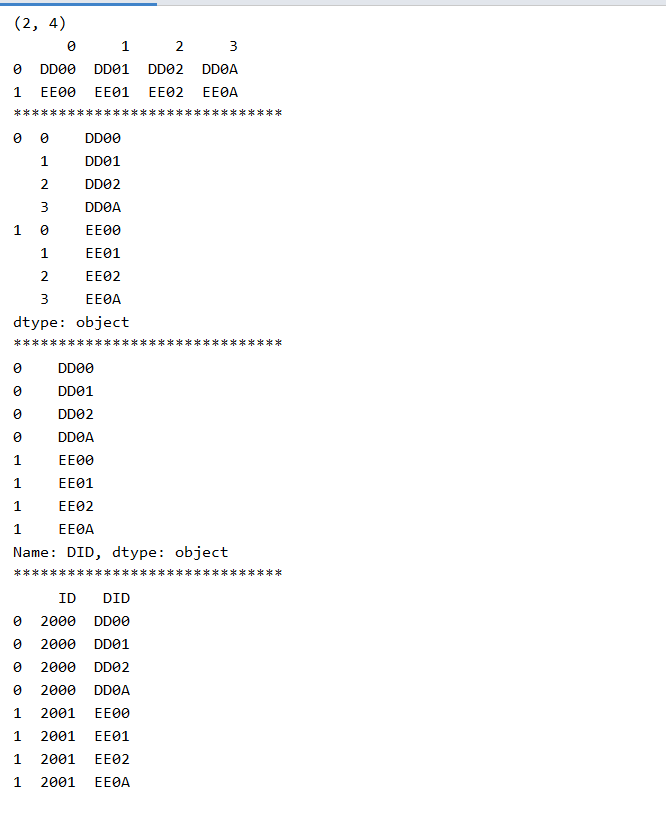 (2, 4)
      0     1     2     3
0  DD00  DD01  DD02  DD0A
1  EE00  EE01  EE02  EE0A
******************************
0  0    DD00
   1    DD01
   2    DD02
   3    DD0A
1  0    EE00
   1    EE01
   2    EE02
   3    EE0A
dtype: object
******************************
0    DD00
0    DD01
0    DD02
0    DD0A
1    EE00
1    EE01
1    EE02
1    EE0A
Name: DID, dtype: object
******************************
     ID   DID
0  2000  DD00
0  2000  DD01
0  2000  DD02
0  2000  DD0A
1  2001  EE00
1  2001  EE01
1  2001  EE02
1  2001  EE0A